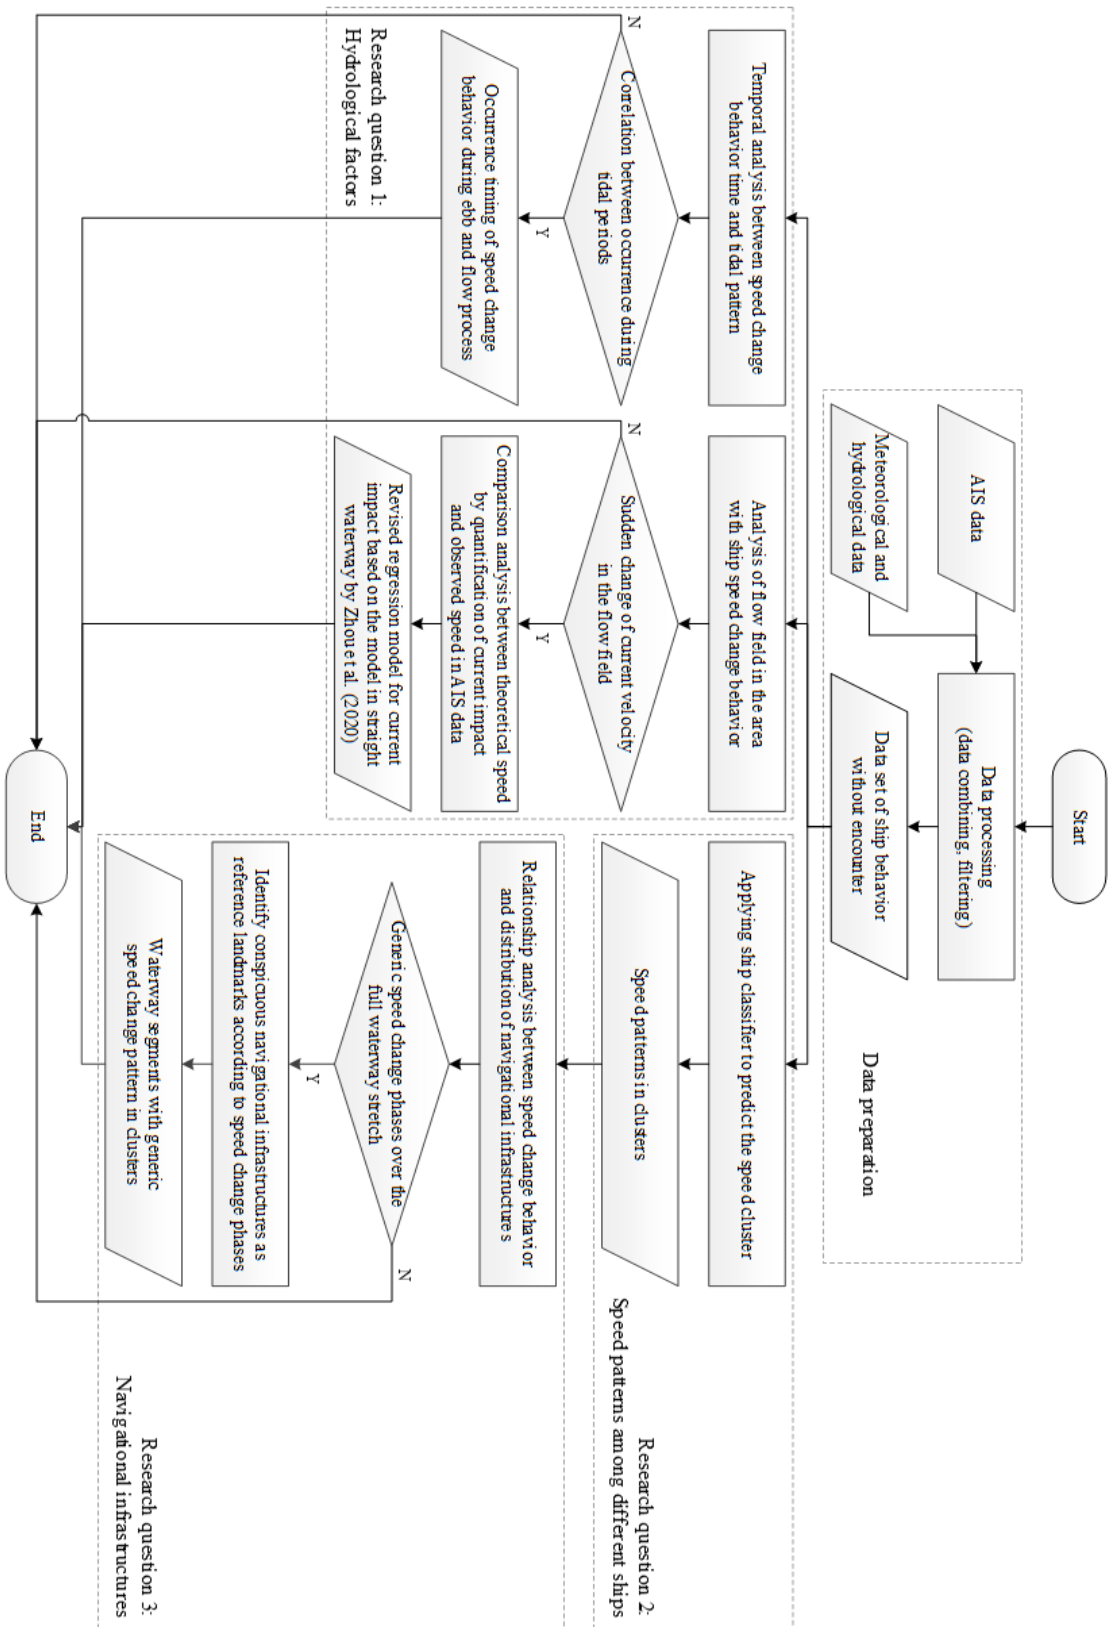 Start
AIS data
Meteorological and
hydrological data
Data processing
(data combining, filtering)
Data set of ship behavior
without encounter
Data preparation
Temporal analysis between speed change
behavior time and tidal pattern
Correlation between occurrence during
tidal periods
N
Y
Occurrence timing of speed change
behavior during ebb and flow process
Research question 1:
Hydrological factors
Analysis of flow field in the area
with ship speed change behavior
Sudden change of current velocity
in the flow field
N
Y
Comparison analysis between theoretical speed
by quantification of current impact
and observed speed in AIS data
Revised regression model for current
impact based on the model in straight
waterway by Zhou et al. (2020)
Applying ship classifier to predict the speed cluster
Speed patterns in clusters
Research question 2:
Speed patterns among different ships
Relationship analysis between speed change behavior
and distribution of navigational infrastructures
Generic speed change phases over the
full waterway stretch
N
Y
Identify conspicuous navigational infrastructures as
reference landmarks according to speed change phases
Waterway segments with generic
speed change pattern in clusters
Research question 3:
Navigational infrastructures
End